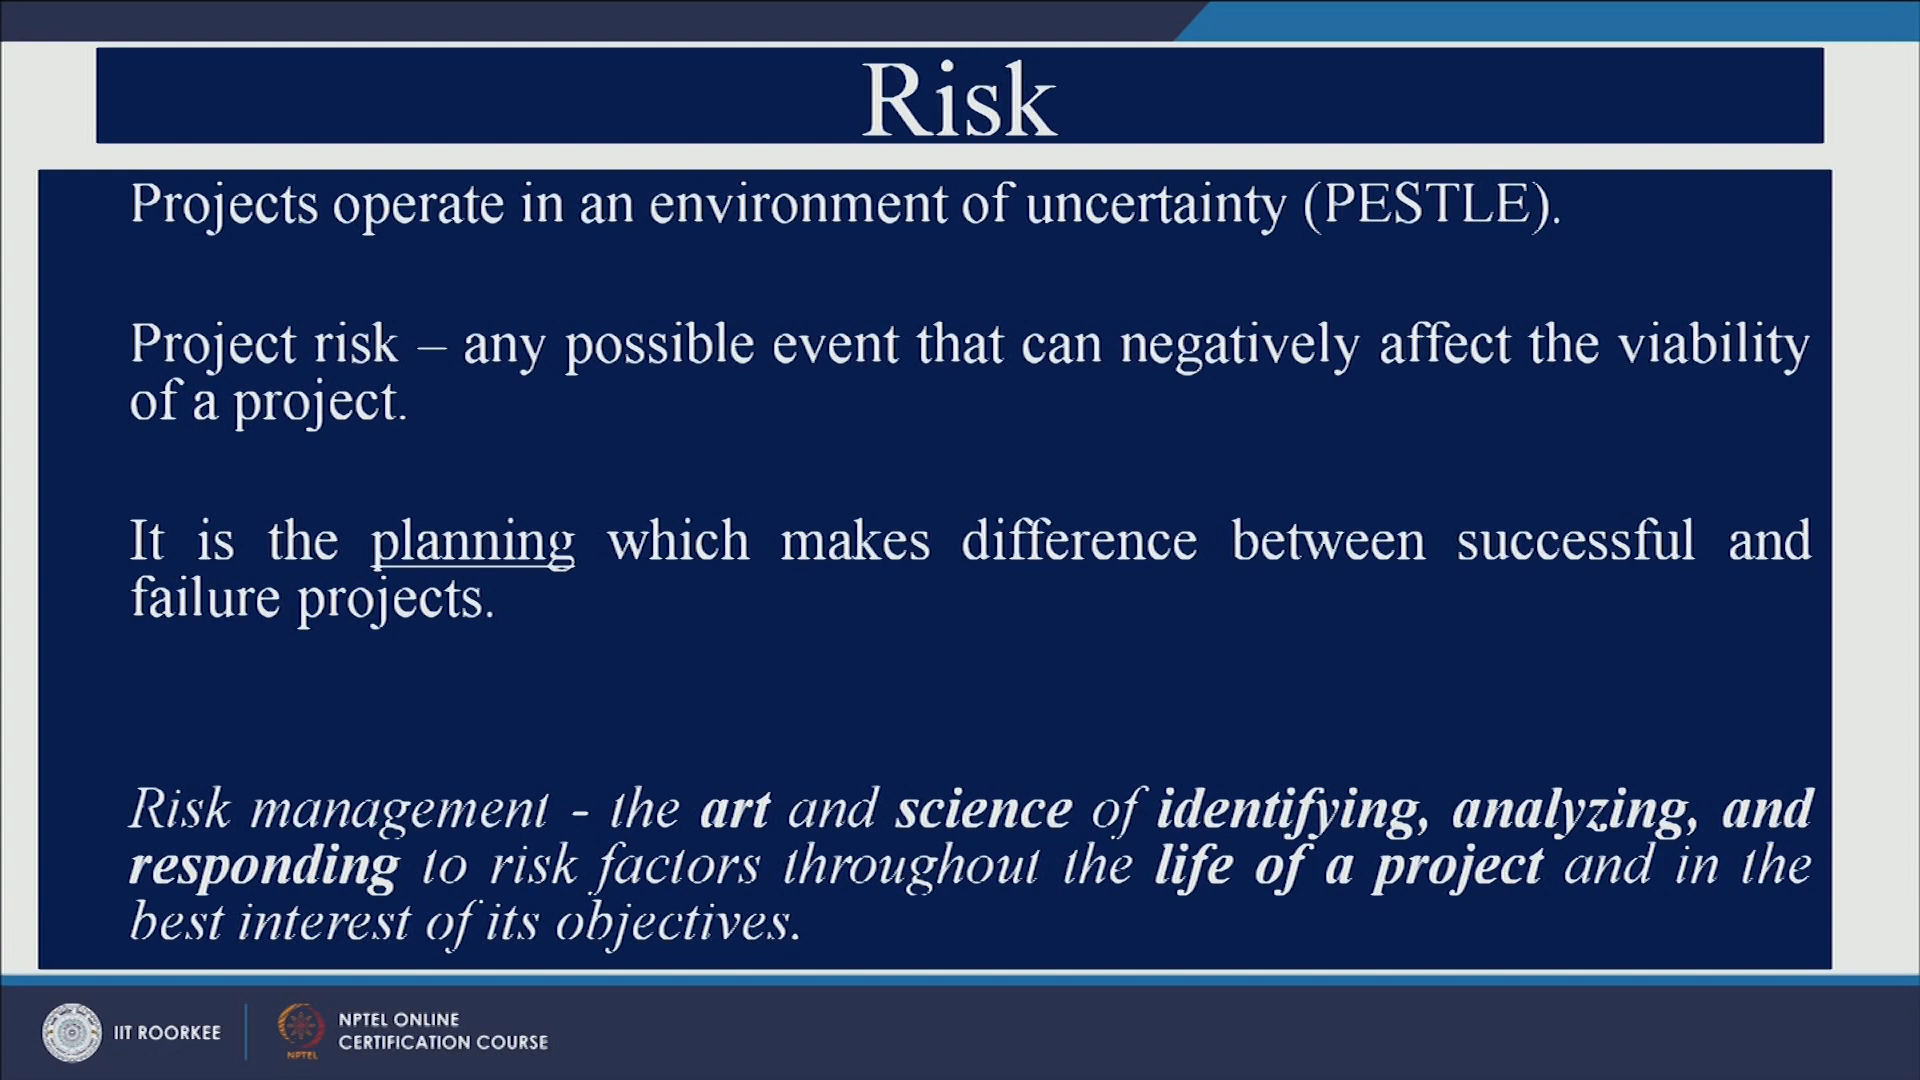 Risk
Projects operate in an environment of uncertainty (PESTLE).
Project risk – any possible event that can negatively affect the viability
of a project.
It is the planning which makes difference between successful and
failure projects.
Risk management - the art and science of identifying, analyzing, and
responding to risk factors throughout the life of a project and in the
best interest of its objectives.
IIT ROORKEE
NPTEL
NPTEL ONLINE
CERTIFICATION COURSE